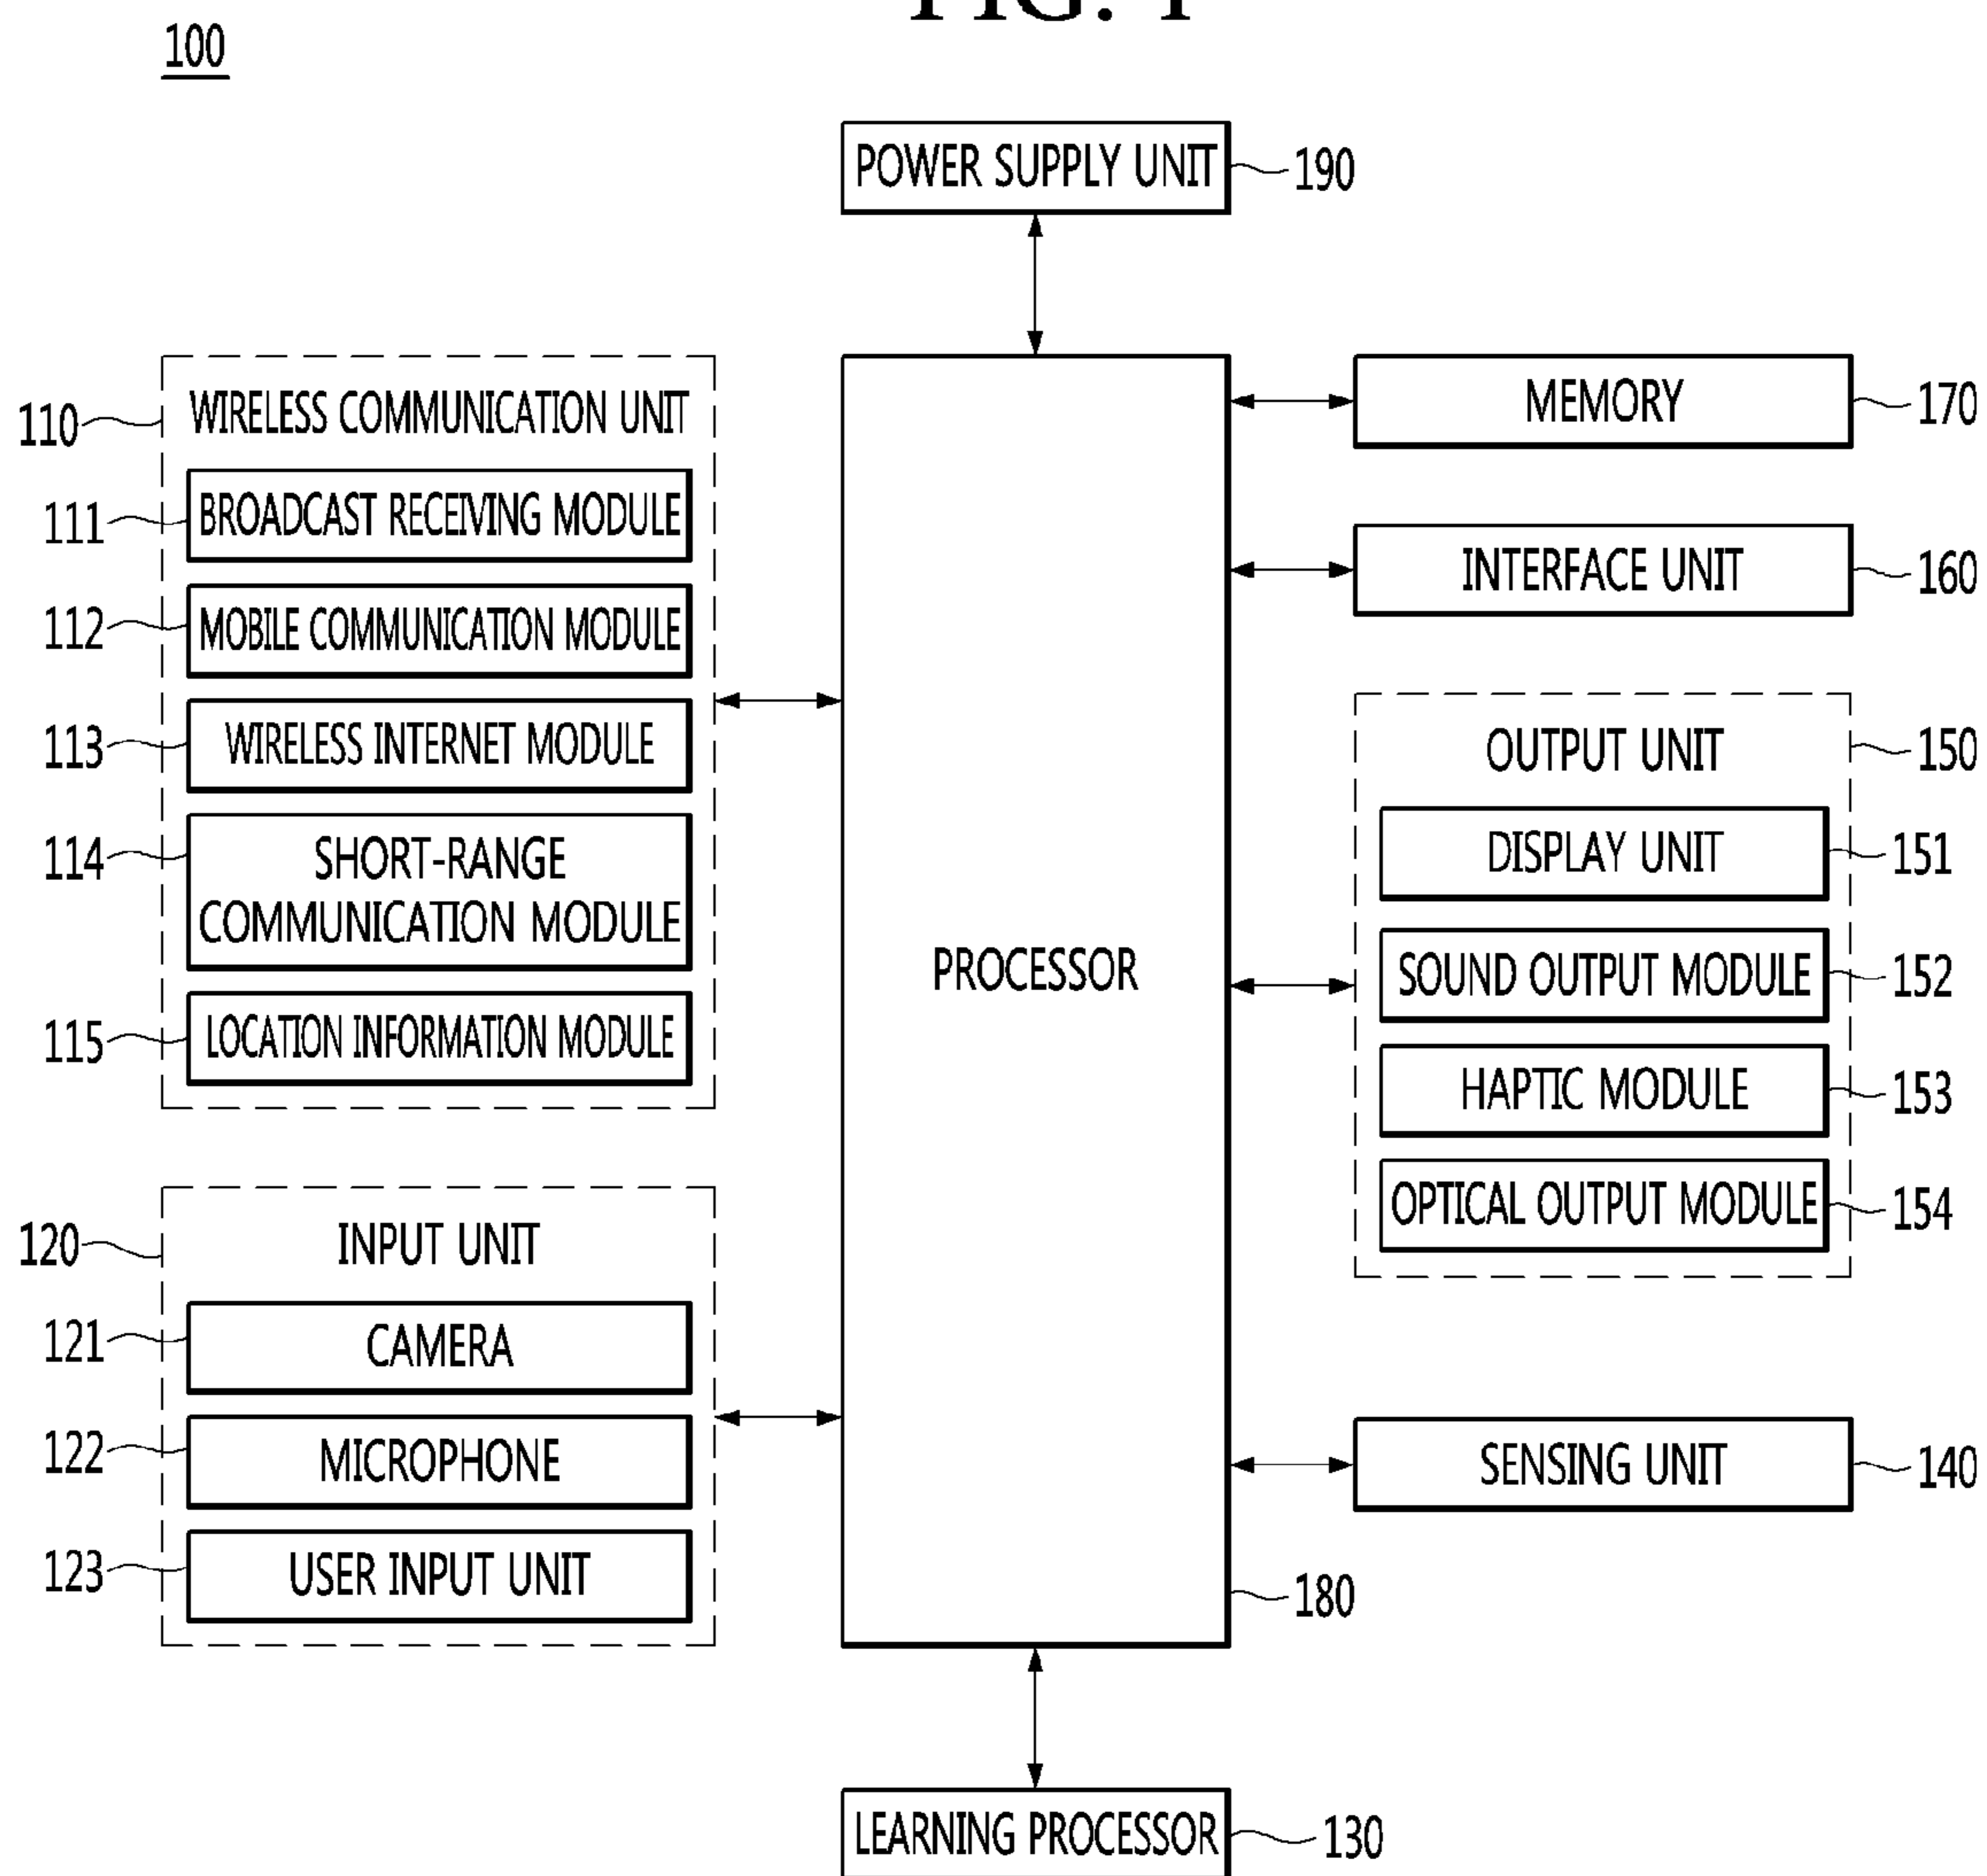 FIG. 1
100
POWER SUPPLY UNIT 190
110 WIRELESS COMMUNICATION UNIT
111 BROADCAST RECEIVING MODULE
112 MOBILE COMMUNICATION MODULE
113 WIRELESS INTERNET MODULE
114 SHORT-RANGE
COMMUNICATION MODULE
115 LOCATION INFORMATION MODULE
120 INPUT UNIT
121 CAMERA
122 MICROPHONE
123 USER INPUT UNIT
PROCESSOR
180
MEMORY 170
INTERFACE UNIT 160
OUTPUT UNIT 150
DISPLAY UNIT 151
SOUND OUTPUT MODULE 152
HAPTIC MODULE 153
OPTICAL OUTPUT MODULE 154
SENSING UNIT 140
LEARNING PROCESSOR 130